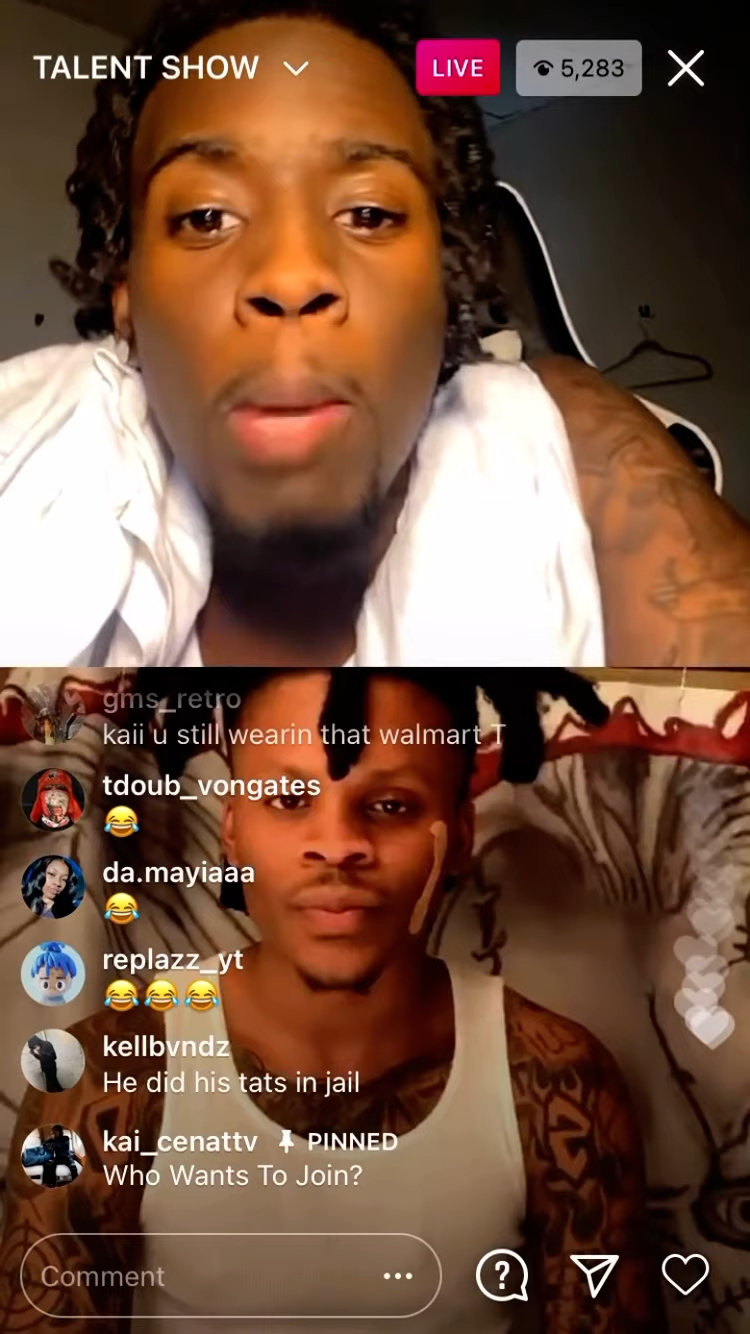 TALENT SHOW
LIVE
5,283
gms_retro
kaii u still wearin that walmart T
tdoub_vongates
😂
da.mayiaaa
😂
replazz_yt
😂😂😂
kellbvndz
He did his tats in jail
kai_cenattv PINNED
Who Wants To Join?
Comment